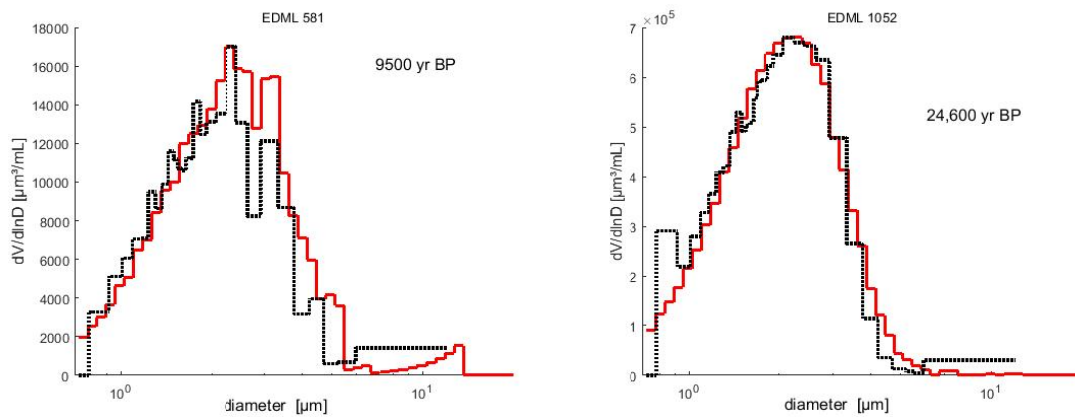 EDML 581
18000
16000
14000
12000
10000
8000
6000
4000
2000
0
dV/dlnD [µm³/mL]
9500 yr BP
10⁰
10¹
diameter [µm]
EDML 1052
×10⁵
7
6
5
4
3
2
1
0
dV/dlnD [µm³/mL]
24,600 yr BP
10⁰
10¹
diameter [µm]